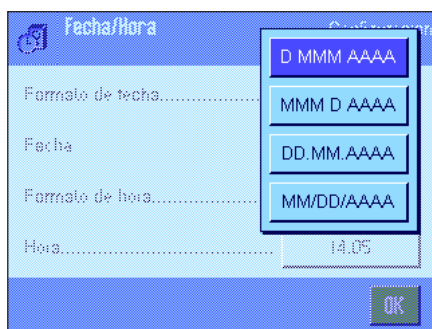 Fecha/Hora
Formato de fecha
D MMM AAAA
MMM D AAAA
Fecha
DD.MM.AAAA
Formato de hora
MM/DD/AAAA
Hora
14.05
OK